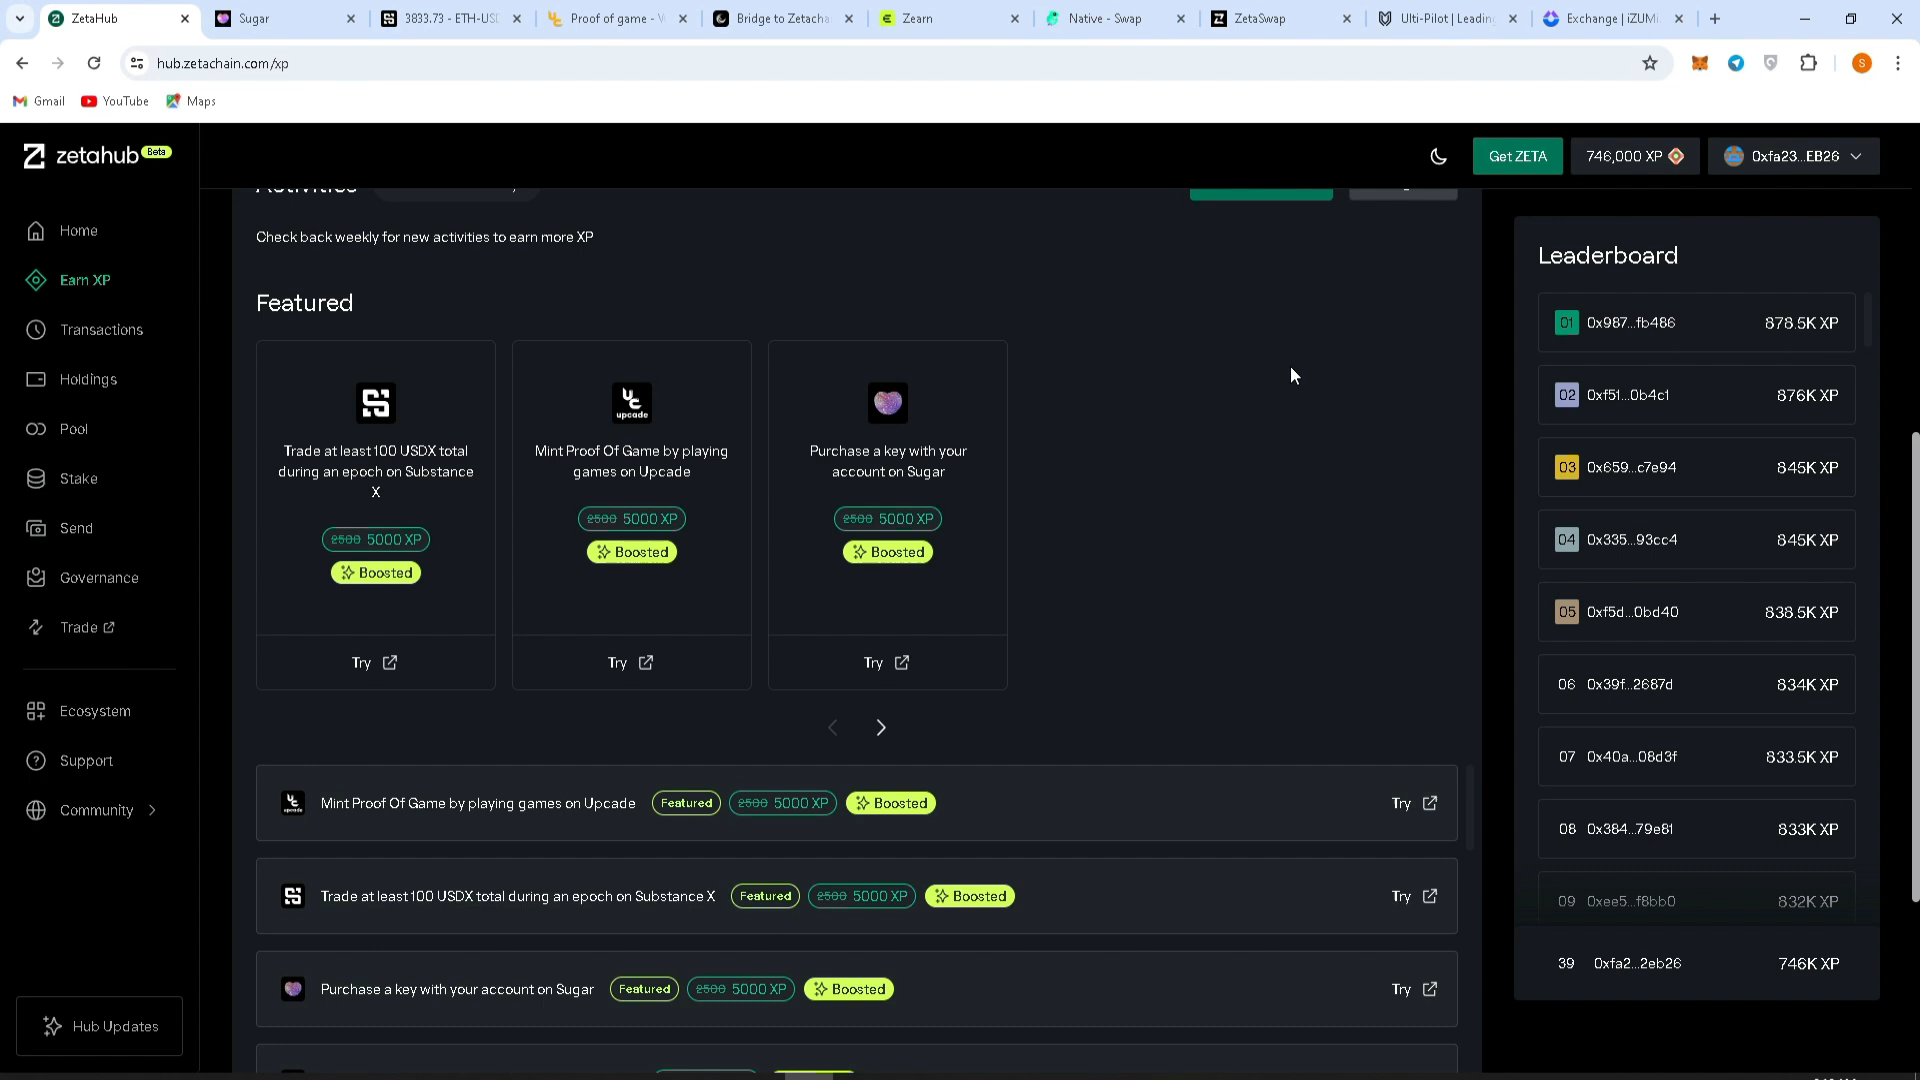 ZetaHub
Sugar
3833.73 - ETH-USD
Proof of game - V
Bridge to Zetacha
Zearn
Native - Swap
ZetaSwap
Ulti-Pilot | Leading
Exchange | iZUMi
hub.zetachain.com/xp
S
Gmail
YouTube
Maps
zetahub Beta
Get ZETA
746,000 XP
0xfa23...EB26
Home
Earn XP
Transactions
Holdings
Pool
Stake
Send
Governance
Trade
Ecosystem
Support
Community
Hub Updates
Activities
Check back weekly for new activities to earn more XP
Featured
Trade at least 100 USDX total
during an epoch on Substance
X
2500 5000 XP
Boosted
Try
Mint Proof Of Game by playing
games on Upcade
2500 5000 XP
Boosted
Try
Purchase a key with your
account on Sugar
2500 5000 XP
Boosted
Try
upcade
Mint Proof Of Game by playing games on Upcade Featured 2500 5000 XP Boosted Try
Trade at least 100 USDX total during an epoch on Substance X Featured 2500 5000 XP Boosted Try
Purchase a key with your account on Sugar Featured 2500 5000 XP Boosted Try
Leaderboard
01 0x987...fb486 878.5K XP
02 0xf51...0b4c1 876K XP
03 0x659...c7e94 845K XP
04 0x335...93cc4 845K XP
05 0xf5d...0bd40 838.5K XP
06 0x39f...2687d 834K XP
07 0x40a...08d3f 833.5K XP
08 0x384...79e81 833K XP
09 0xee5...f8bb0 832K XP
39 0xfa2...2eb26 746K XP